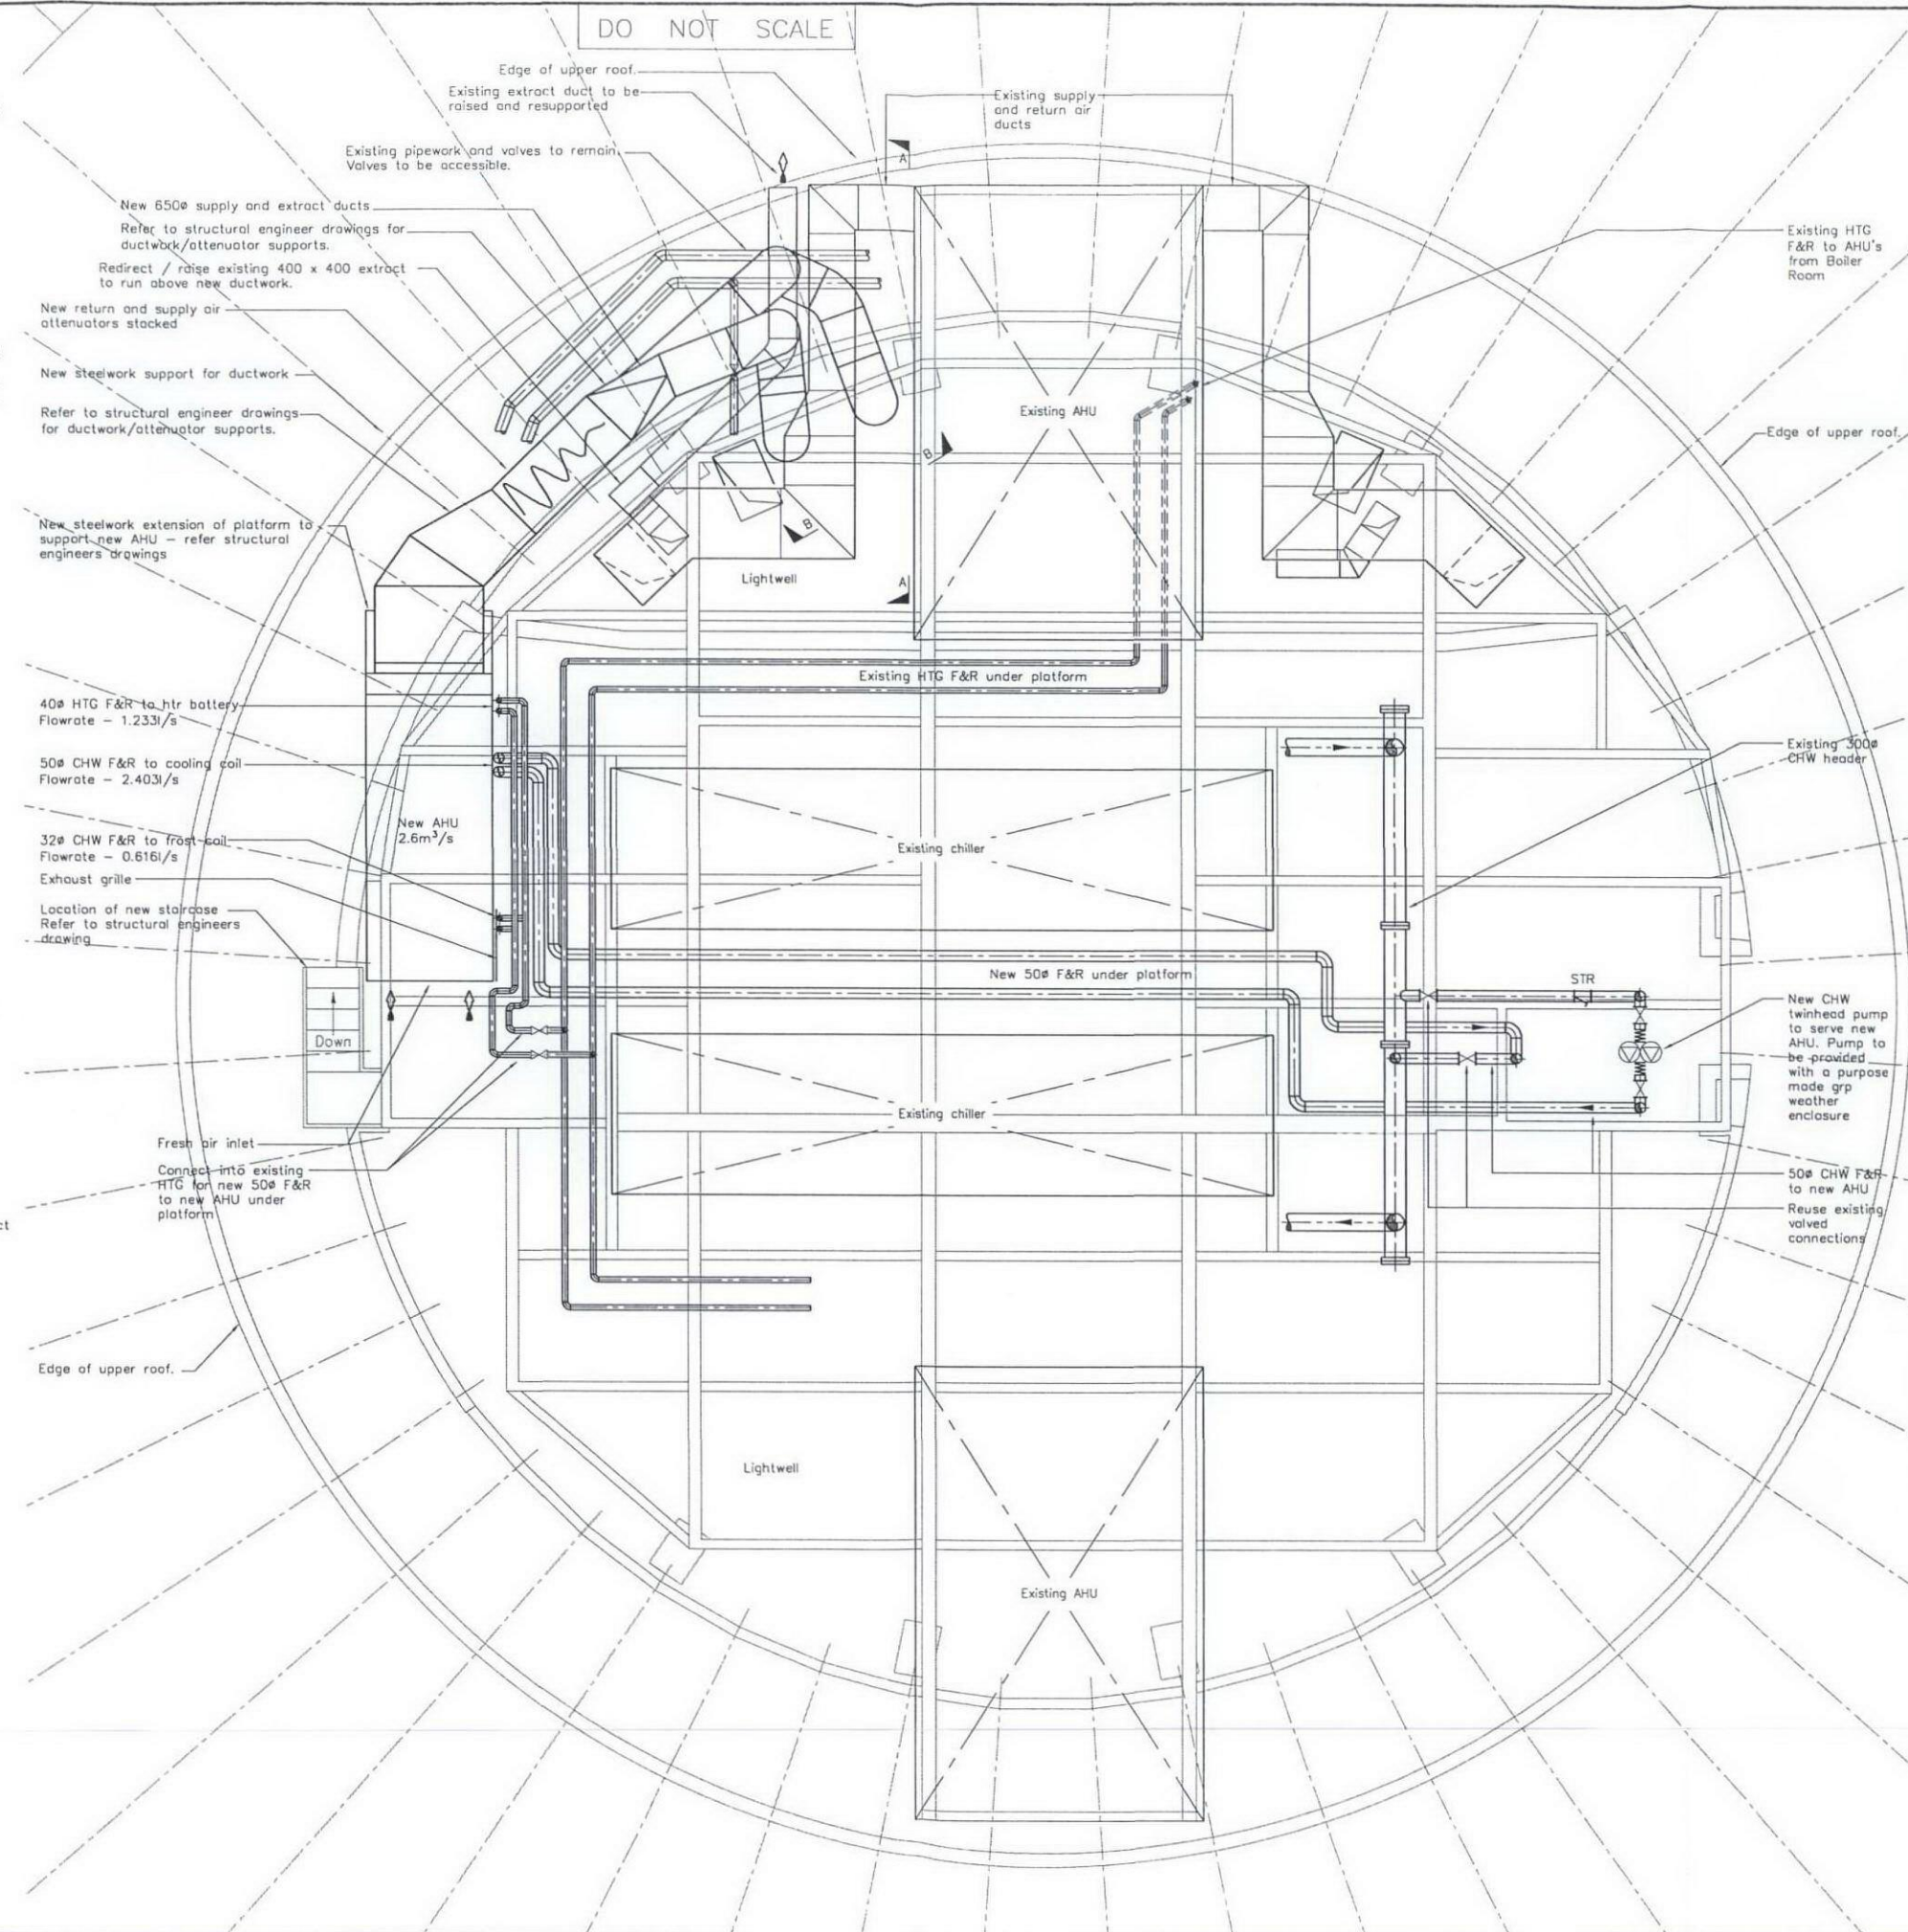 DO NOT SCALE
Edge of upper roof.
Existing extract duct to be
raised and resupported
Existing supply
and return air
ducts
A
Existing pipework and valves to remain.
Valves to be accessible.
New 650ø supply and extract ducts
Refer to structural engineer drawings for
ductwork/attenuator supports.
Redirect / raise existing 400 x 400 extract
to run above new ductwork.
New return and supply air
attenuators stacked
New steelwork support for ductwork
Refer to structural engineer drawings
for ductwork/attenuator supports.
New steelwork extension of platform to
support new AHU – refer structural
engineers drawings
Existing HTG
F&R to AHU's
from Boiler
Room
Existing AHU
Edge of upper roof.
B
B
Lightwell
A
Existing HTG F&R under platform
40ø HTG F&R to htr battery
Flowrate – 1.233l/s
50ø CHW F&R to cooling coil
Flowrate – 2.403l/s
New AHU
2.6m³/s
32ø CHW F&R to frost coil
Flowrate – 0.616l/s
Exhaust grille
Location of new staircase
Refer to structural engineers
drawing
Existing 300ø
CHW header
Existing chiller
New 50ø F&R under platform
STR
Down
New CHW
twinhead pump
to serve new
AHU. Pump to
be provided
with a purpose
made grp
weather
enclosure
Existing chiller
Fresh air inlet
Connect into existing
HTG for new 50ø F&R
to new AHU under
platform
ct
50ø CHW F&R
to new AHU
Reuse existing
valved
connections
Edge of upper roof.
Lightwell
Existing AHU